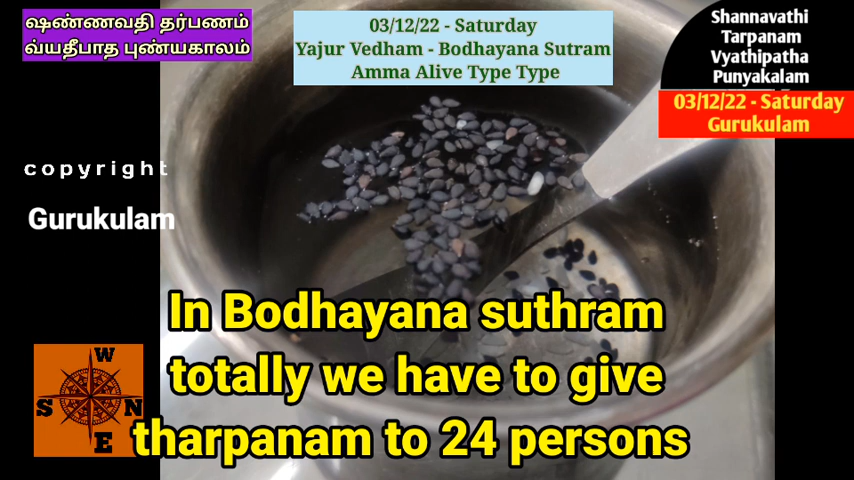 ஷண்ணவதி தர்பணம்
வ்யதீபாத புண்யகாலம்
03/12/22 - Saturday
Yajur Vedham - Bodhayana Sutram
Amma Alive Type Type
Shannavathi
Tarpanam
Vyathipatha
Punyakalam
03/12/22 - Saturday
Gurukulam
copyright
Gurukulam
W
S N
E
In Bodhayana suthram
totally we have to give
tharpanam to 24 persons